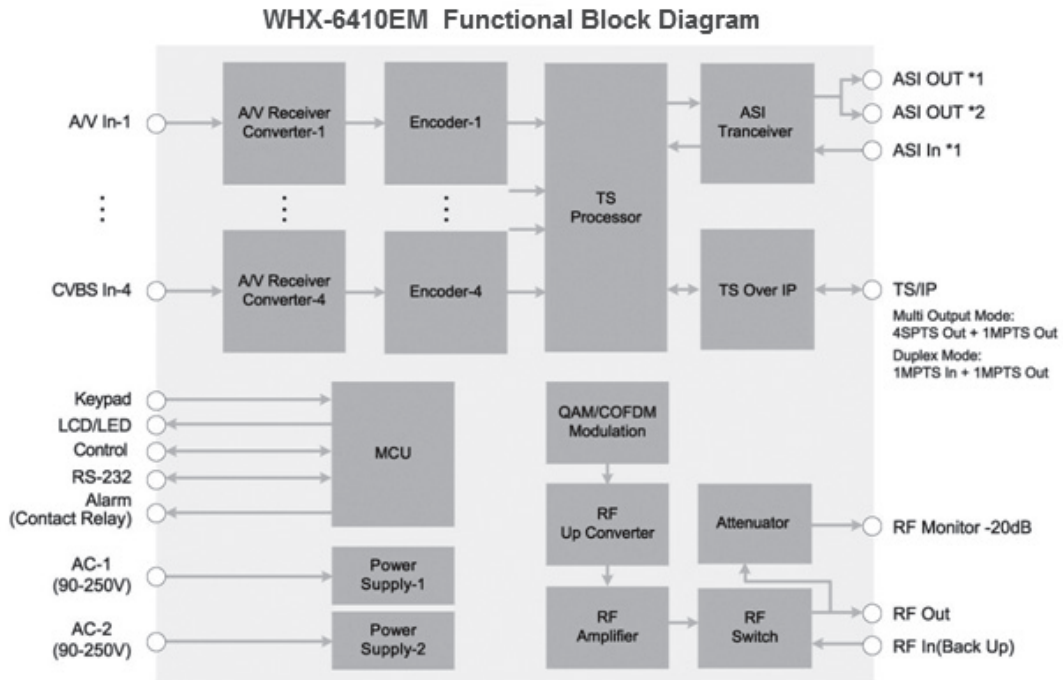 WHX-6410EM Functional Block Diagram
A/V In-1
A/V Receiver
Converter-1
Encoder-1
TS
Processor
ASI
Tranceiver
ASI OUT *1
ASI OUT *2
ASI In *1
CVBS In-4
A/V Receiver
Converter-4
Encoder-4
TS Over IP
TS/IP
Multi Output Mode:
4SPTS Out + 1MPTS Out
Duplex Mode:
1MPTS In + 1MPTS Out
Keypad
LCD/LED
Control
RS-232
Alarm
(Contact Relay)
MCU
AC-1
(90-250V)
Power
Supply-1
AC-2
(90-250V)
Power
Supply-2
QAM/COFDM
Modulation
RF
Up Converter
RF
Amplifier
Attenuator
RF
Switch
RF Monitor -20dB
RF Out
RF In(Back Up)